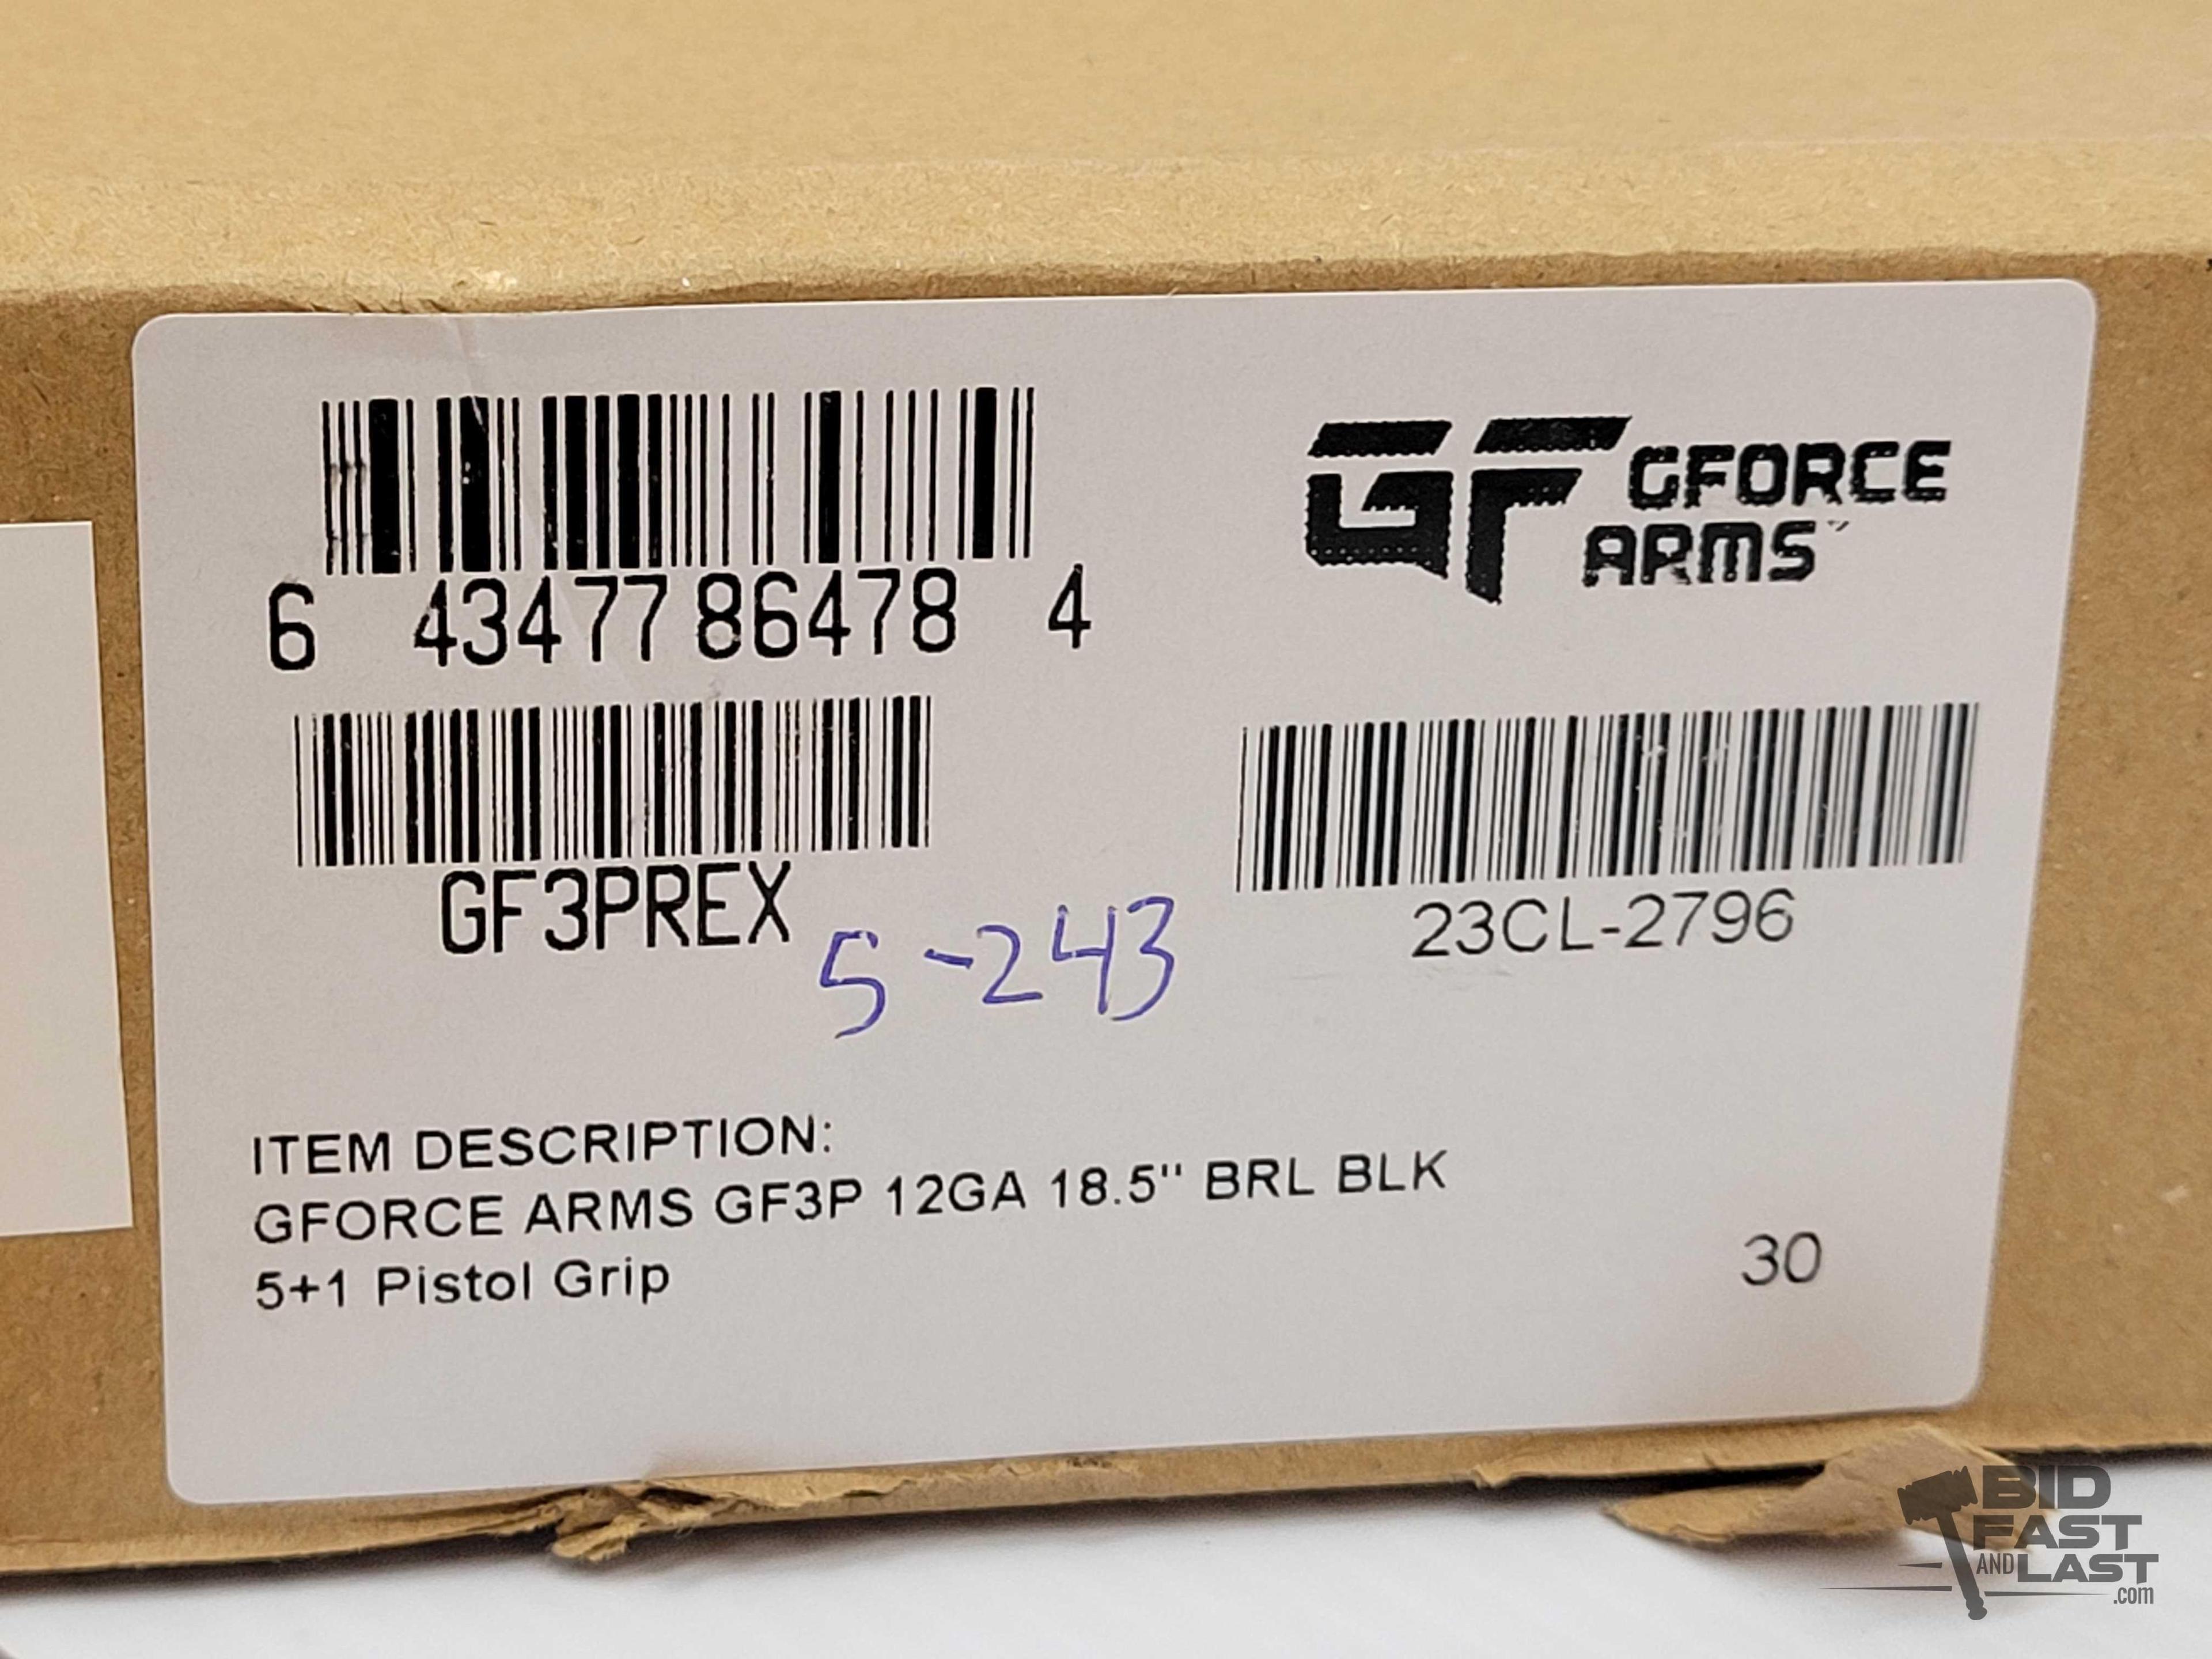 GFORCE
ARMS™
6 43477 86478 4
GF3PREX
23CL-2796
5-243
ITEM DESCRIPTION:
GFORCE ARMS GF3P 12GA 18.5" BRL BLK
5+1 Pistol Grip
30
BID
FAST
AND LAST
.com